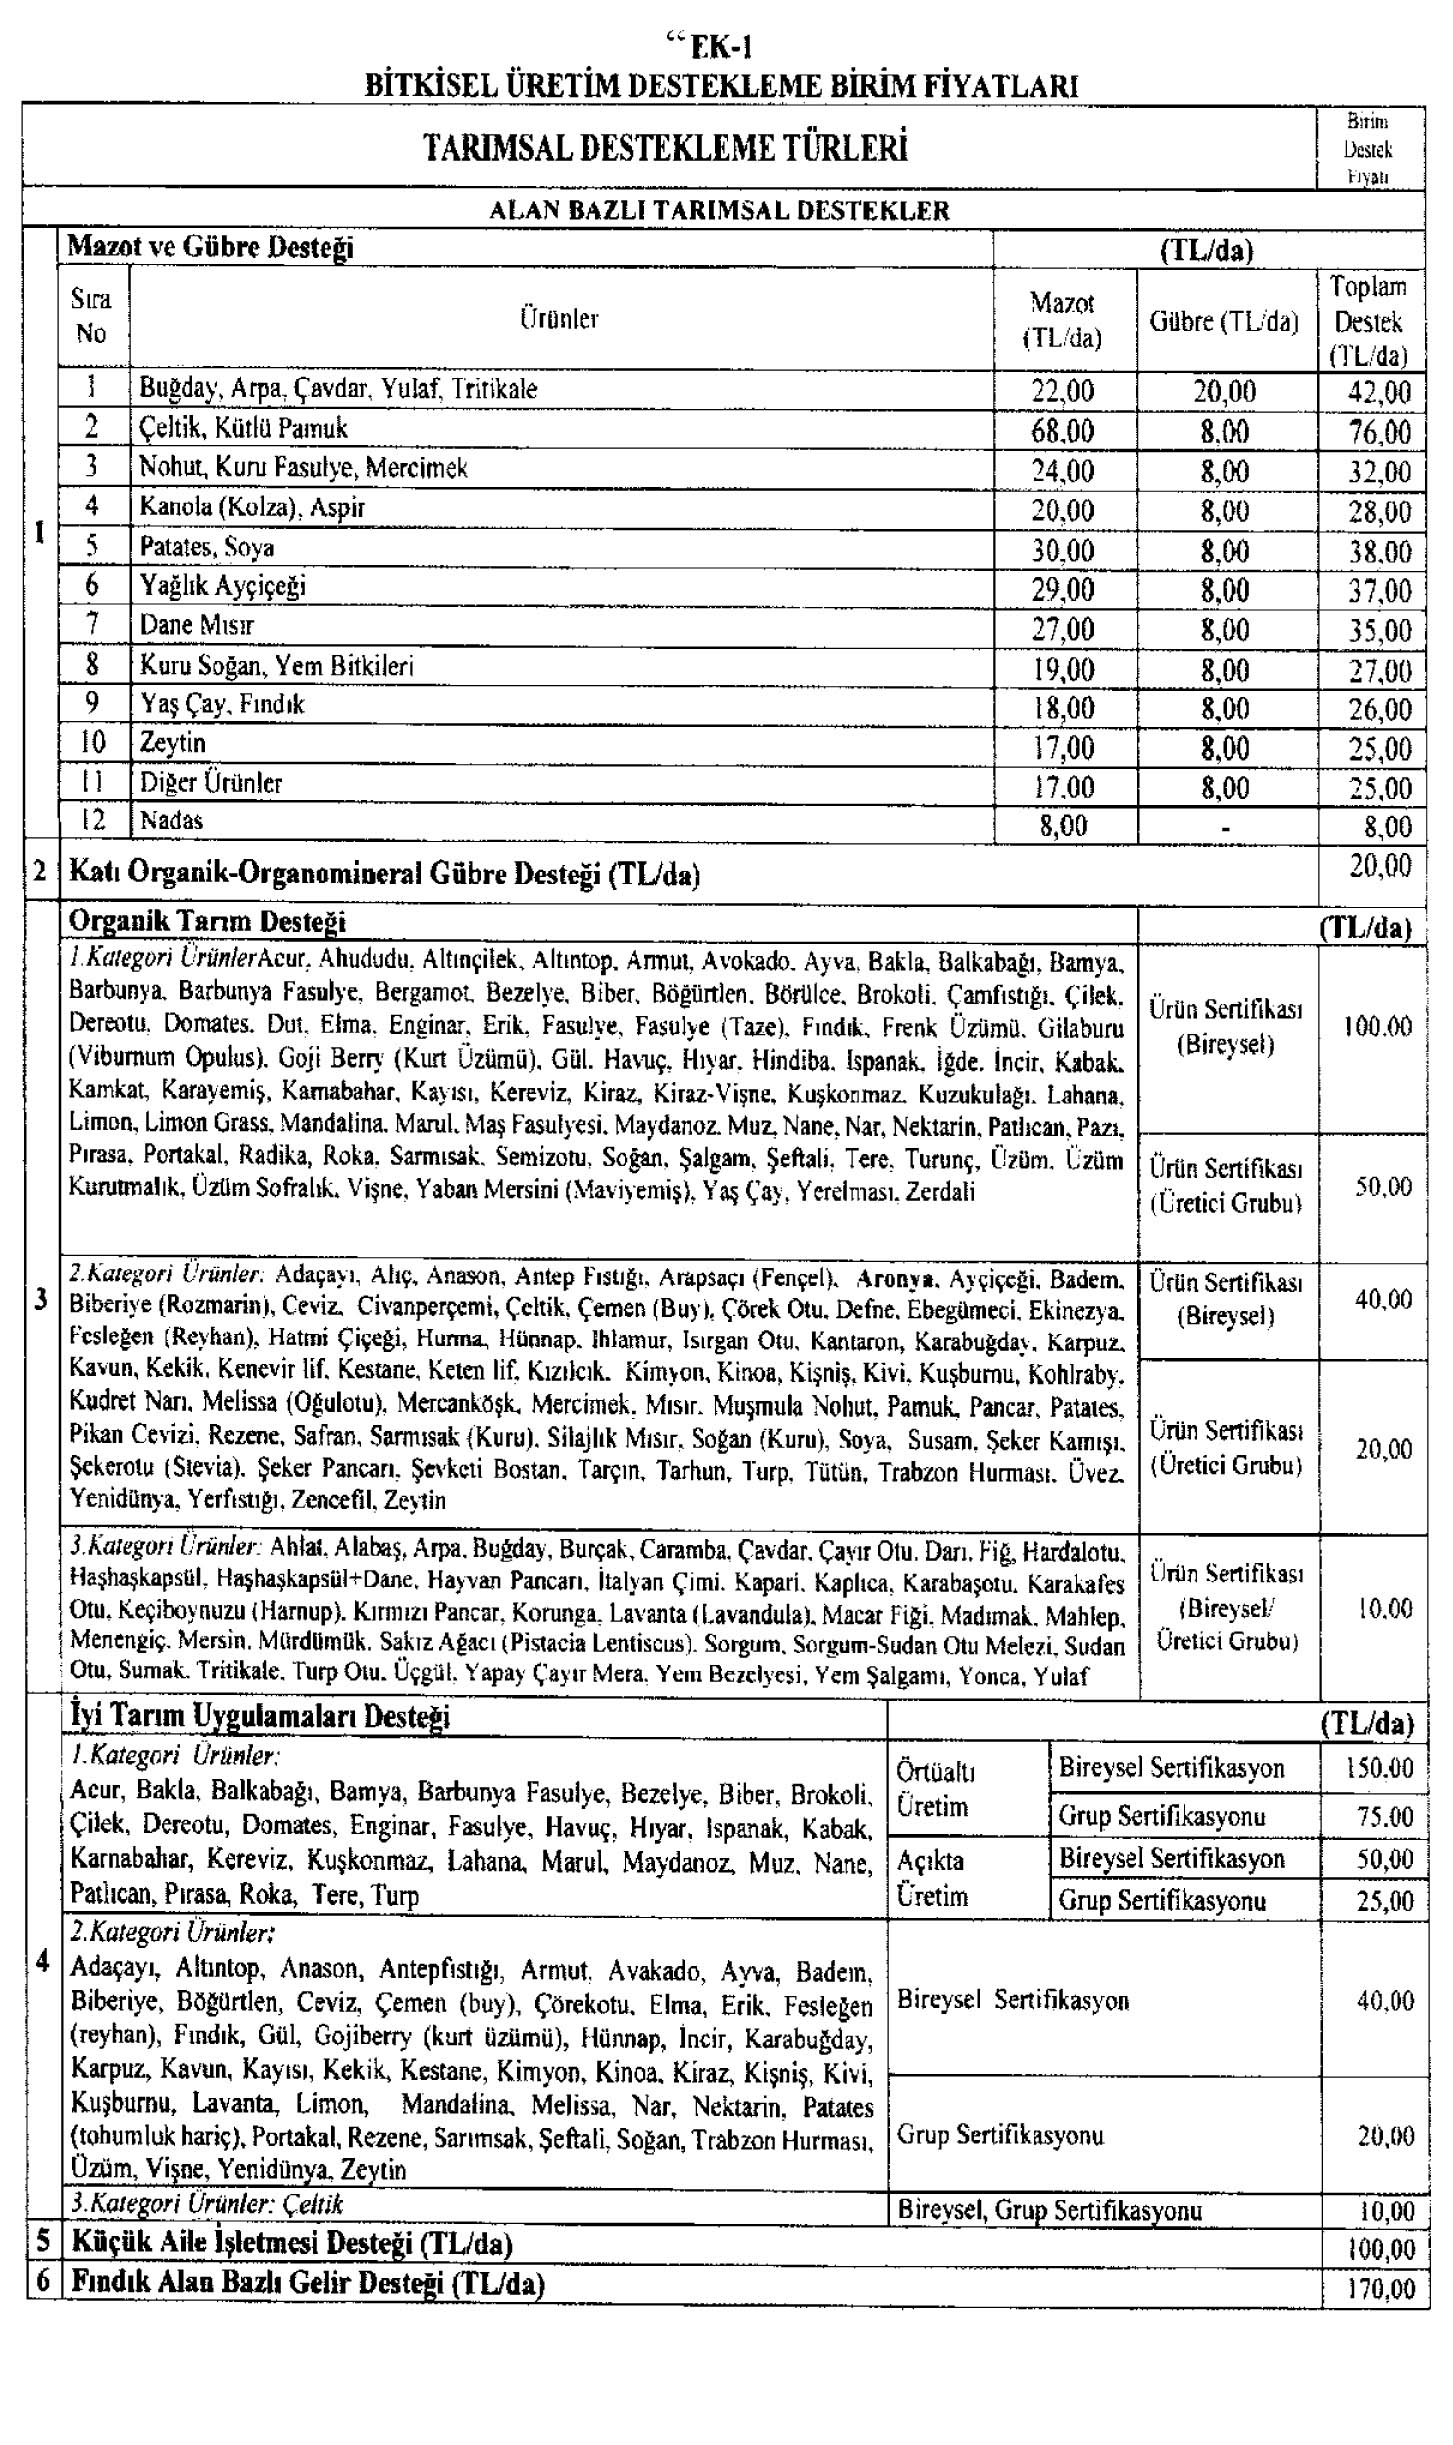 “EK-1
BİTKİSEL ÜRETİM DESTEKLEME BİRİM FİYATLARI
TARIMSAL DESTEKLEME TÜRLERİ
Birim
Destek
Fiyatı
ALAN BAZLI TARIMSAL DESTEKLER
1
Mazot ve Gübre Desteği (TL/da)
Sıra No Ürünler Mazot (TL/da) Gübre (TL/da) Toplam Destek (TL/da)
1 Buğday, Arpa, Çavdar, Yulaf, Tritikale 22,00 20,00 42,00
2 Çeltik, Kütlü Pamuk 68,00 8,00 76,00
3 Nohut, Kuru Fasulye, Mercimek 24,00 8,00 32,00
4 Kanola (Kolza), Aspir 20,00 8,00 28,00
5 Patates, Soya 30,00 8,00 38,00
6 Yağlık Ayçiçeği 29,00 8,00 37,00
7 Dane Mısır 27,00 8,00 35,00
8 Kuru Soğan, Yem Bitkileri 19,00 8,00 27,00
9 Yaş Çay, Fındık 18,00 8,00 26,00
10 Zeytin 17,00 8,00 25,00
11 Diğer Ürünler 17,00 8,00 25,00
12 Nadas 8,00 - 8,00
2 Katı Organik-Organomineral Gübre Desteği (TL/da) 20,00
3
Organik Tarım Desteği (TL/da)
1.Kategori ÜrünlerAcur, Ahududu, Altınçilek, Altıntop, Armut, Avokado, Ayva, Bakla, Balkabağı, Bamya,
Barbunya, Barbunya Fasulye, Bergamot, Bezelye, Biber, Böğürtlen, Börülce, Brokoli, Çamfıstığı, Çilek,
Dereotu, Domates, Dut, Elma, Enginar, Erik, Fasulye, Fasulye (Taze), Fındık, Frenk Üzümü, Gilaburu
(Viburnum Opulus), Goji Berry (Kurt Üzümü), Gül, Havuç, Hıyar, Hindiba, Ispanak, İğde, İncir, Kabak,
Kamkat, Karayemiş, Karnabahar, Kayısı, Kereviz, Kiraz, Kiraz-Vişne, Kuşkonmaz, Kuzukulağı, Lahana,
Limon, Limon Grass, Mandalina, Marul, Maş Fasulyesi, Maydanoz, Muz, Nane, Nar, Nektarin, Patlıcan, Pazı,
Pırasa, Portakal, Radika, Roka, Sarmısak, Semizotu, Soğan, Şalgam, Şeftali, Tere, Turunç, Üzüm, Üzüm
Kurutmalık, Üzüm Sofralık, Vişne, Yaban Mersini (Maviyemiş), Yaş Çay, Yerelması, Zerdali
Ürün Sertifikası
(Bireysel)
100,00
Ürün Sertifikası
(Üretici Grubu)
50,00
2.Kategori Ürünler: Adaçayı, Alıç, Anason, Antep Fıstığı, Arapsaçı (Fençel), Aronya, Ayçiçeği, Badem,
Biberiye (Rozmarin), Ceviz, Civanperçemi, Çeltik, Çemen (Buy), Çörek Otu, Defne, Ebegümeci, Ekinezya,
Fesleğen (Reyhan), Hatmi Çiçeği, Hurma, Hünnap, Ihlamur, Isırgan Otu, Kantaron, Karabuğday, Karpuz,
Kavun, Kekik, Kenevir lif, Kestane, Keten lif, Kızılcık, Kimyon, Kinoa, Kişniş, Kivi, Kuşburnu, Kohlraby,
Kudret Narı, Melissa (Oğulotu), Mercanköşk, Mercimek, Mısır, Muşmula Nohut, Pamuk, Pancar, Patates,
Pikan Cevizi, Rezene, Safran, Sarmısak (Kuru), Silajlık Mısır, Soğan (Kuru), Soya, Susam, Şeker Kamışı,
Şekerotu (Stevia), Şeker Pancarı, Şevketi Bostan, Tarçın, Tarhun, Turp, Tütün, Trabzon Hurması, Üvez,
Yenidünya, Yerfıstığı, Zencefil, Zeytin
Ürün Sertifikası
(Bireysel)
40,00
Ürün Sertifikası
(Üretici Grubu)
20,00
3.Kategori Ürünler: Ahlat, Alabaş, Arpa, Buğday, Burçak, Caramba, Çavdar, Çayır Otu, Darı, Fiğ, Hardalotu,
Haşhaşkapsül, Haşhaşkapsül+Dane, Hayvan Pancarı, İtalyan Çimi, Kapari, Kaplıca, Karabaşotu, Karakafes
Otu, Keçiboynuzu (Harnup), Kırmızı Pancar, Korunga, Lavanta (Lavandula), Macar Fiği, Madımak, Mahlep,
Menengiç, Mersin, Mürdümük, Sakız Ağacı (Pistacia Lentiscus), Sorgum, Sorgum-Sudan Otu Melezi, Sudan
Otu, Sumak, Tritikale, Turp Otu, Üçgül, Yapay Çayır Mera, Yem Bezelyesi, Yem Şalgamı, Yonca, Yulaf
Ürün Sertifikası
(Bireysel/
Üretici Grubu)
10,00
4
İyi Tarım Uygulamaları Desteği (TL/da)
1.Kategori Ürünler:
Acur, Bakla, Balkabağı, Bamya, Barbunya Fasulye, Bezelye, Biber, Brokoli,
Çilek, Dereotu, Domates, Enginar, Fasulye, Havuç, Hıyar, Ispanak, Kabak,
Karnabahar, Kereviz, Kuşkonmaz, Lahana, Marul, Maydanoz, Muz, Nane,
Patlıcan, Pırasa, Roka, Tere, Turp
Örtüaltı
Üretim
Bireysel Sertifikasyon 150,00
Grup Sertifikasyonu 75,00
Açıkta
Üretim
Bireysel Sertifikasyon 50,00
Grup Sertifikasyonu 25,00
2.Kategori Ürünler:
Adaçayı, Altıntop, Anason, Antepfıstığı, Armut, Avakado, Ayva, Badem,
Biberiye, Böğürtlen, Ceviz, Çemen (buy), Çörekotu, Elma, Erik, Fesleğen
(reyhan), Fındık, Gül, Gojiberry (kurt üzümü), Hünnap, İncir, Karabuğday,
Karpuz, Kavun, Kayısı, Kekik, Kestane, Kimyon, Kinoa, Kiraz, Kişniş, Kivi,
Kuşburnu, Lavanta, Limon, Mandalina, Melissa, Nar, Nektarin, Patates
(tohumluk hariç), Portakal, Rezene, Sarımsak, Şeftali, Soğan, Trabzon Hurması,
Üzüm, Vişne, Yenidünya, Zeytin
Bireysel Sertifikasyon 40,00
Grup Sertifikasyonu 20,00
3.Kategori Ürünler: Çeltik Bireysel, Grup Sertifikasyonu 10,00
5 Küçük Aile İşletmesi Desteği (TL/da) 100,00
6 Fındık Alan Bazlı Gelir Desteği (TL/da) 170,00